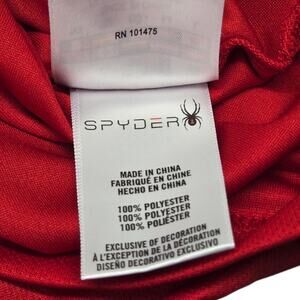 RN 101475
SPYDER
MADE IN CHINA
FABRIQUÉ EN CHINE
HECHO EN CHINA
100% POLYESTER
100% POLYESTER
100% POLIÉSTER
EXCLUSIVE OF DECORATION
À L'EXCEPTION DE LA DÉCORATION
DISEÑO DECORATIVO EXCLUSIVO